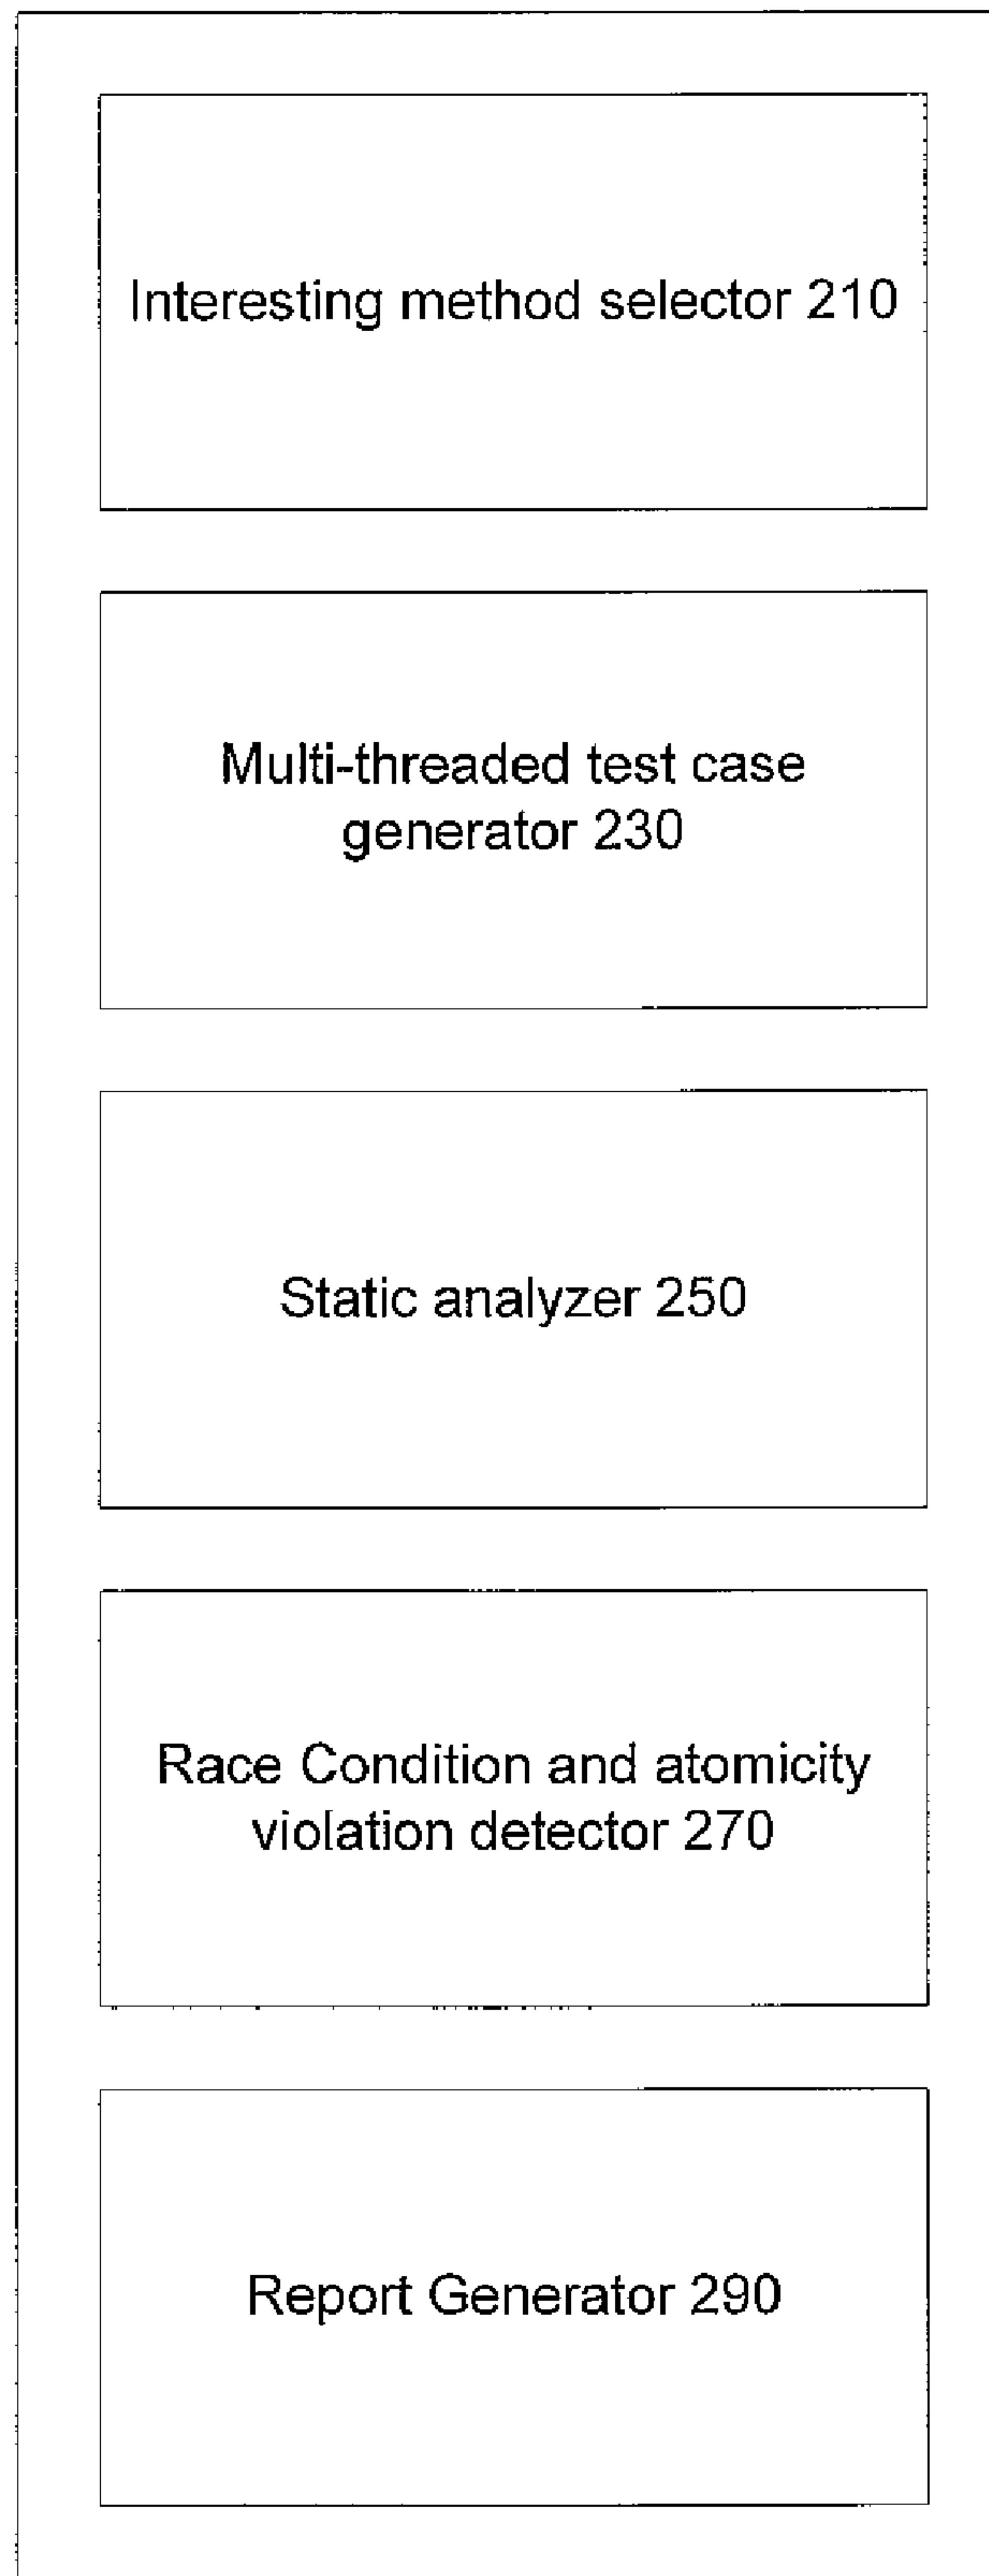 Interesting method selector 210
Multi-threaded test case
generator 230
Static analyzer 250
Race Condition and atomicity
violation detector 270
Report Generator 290